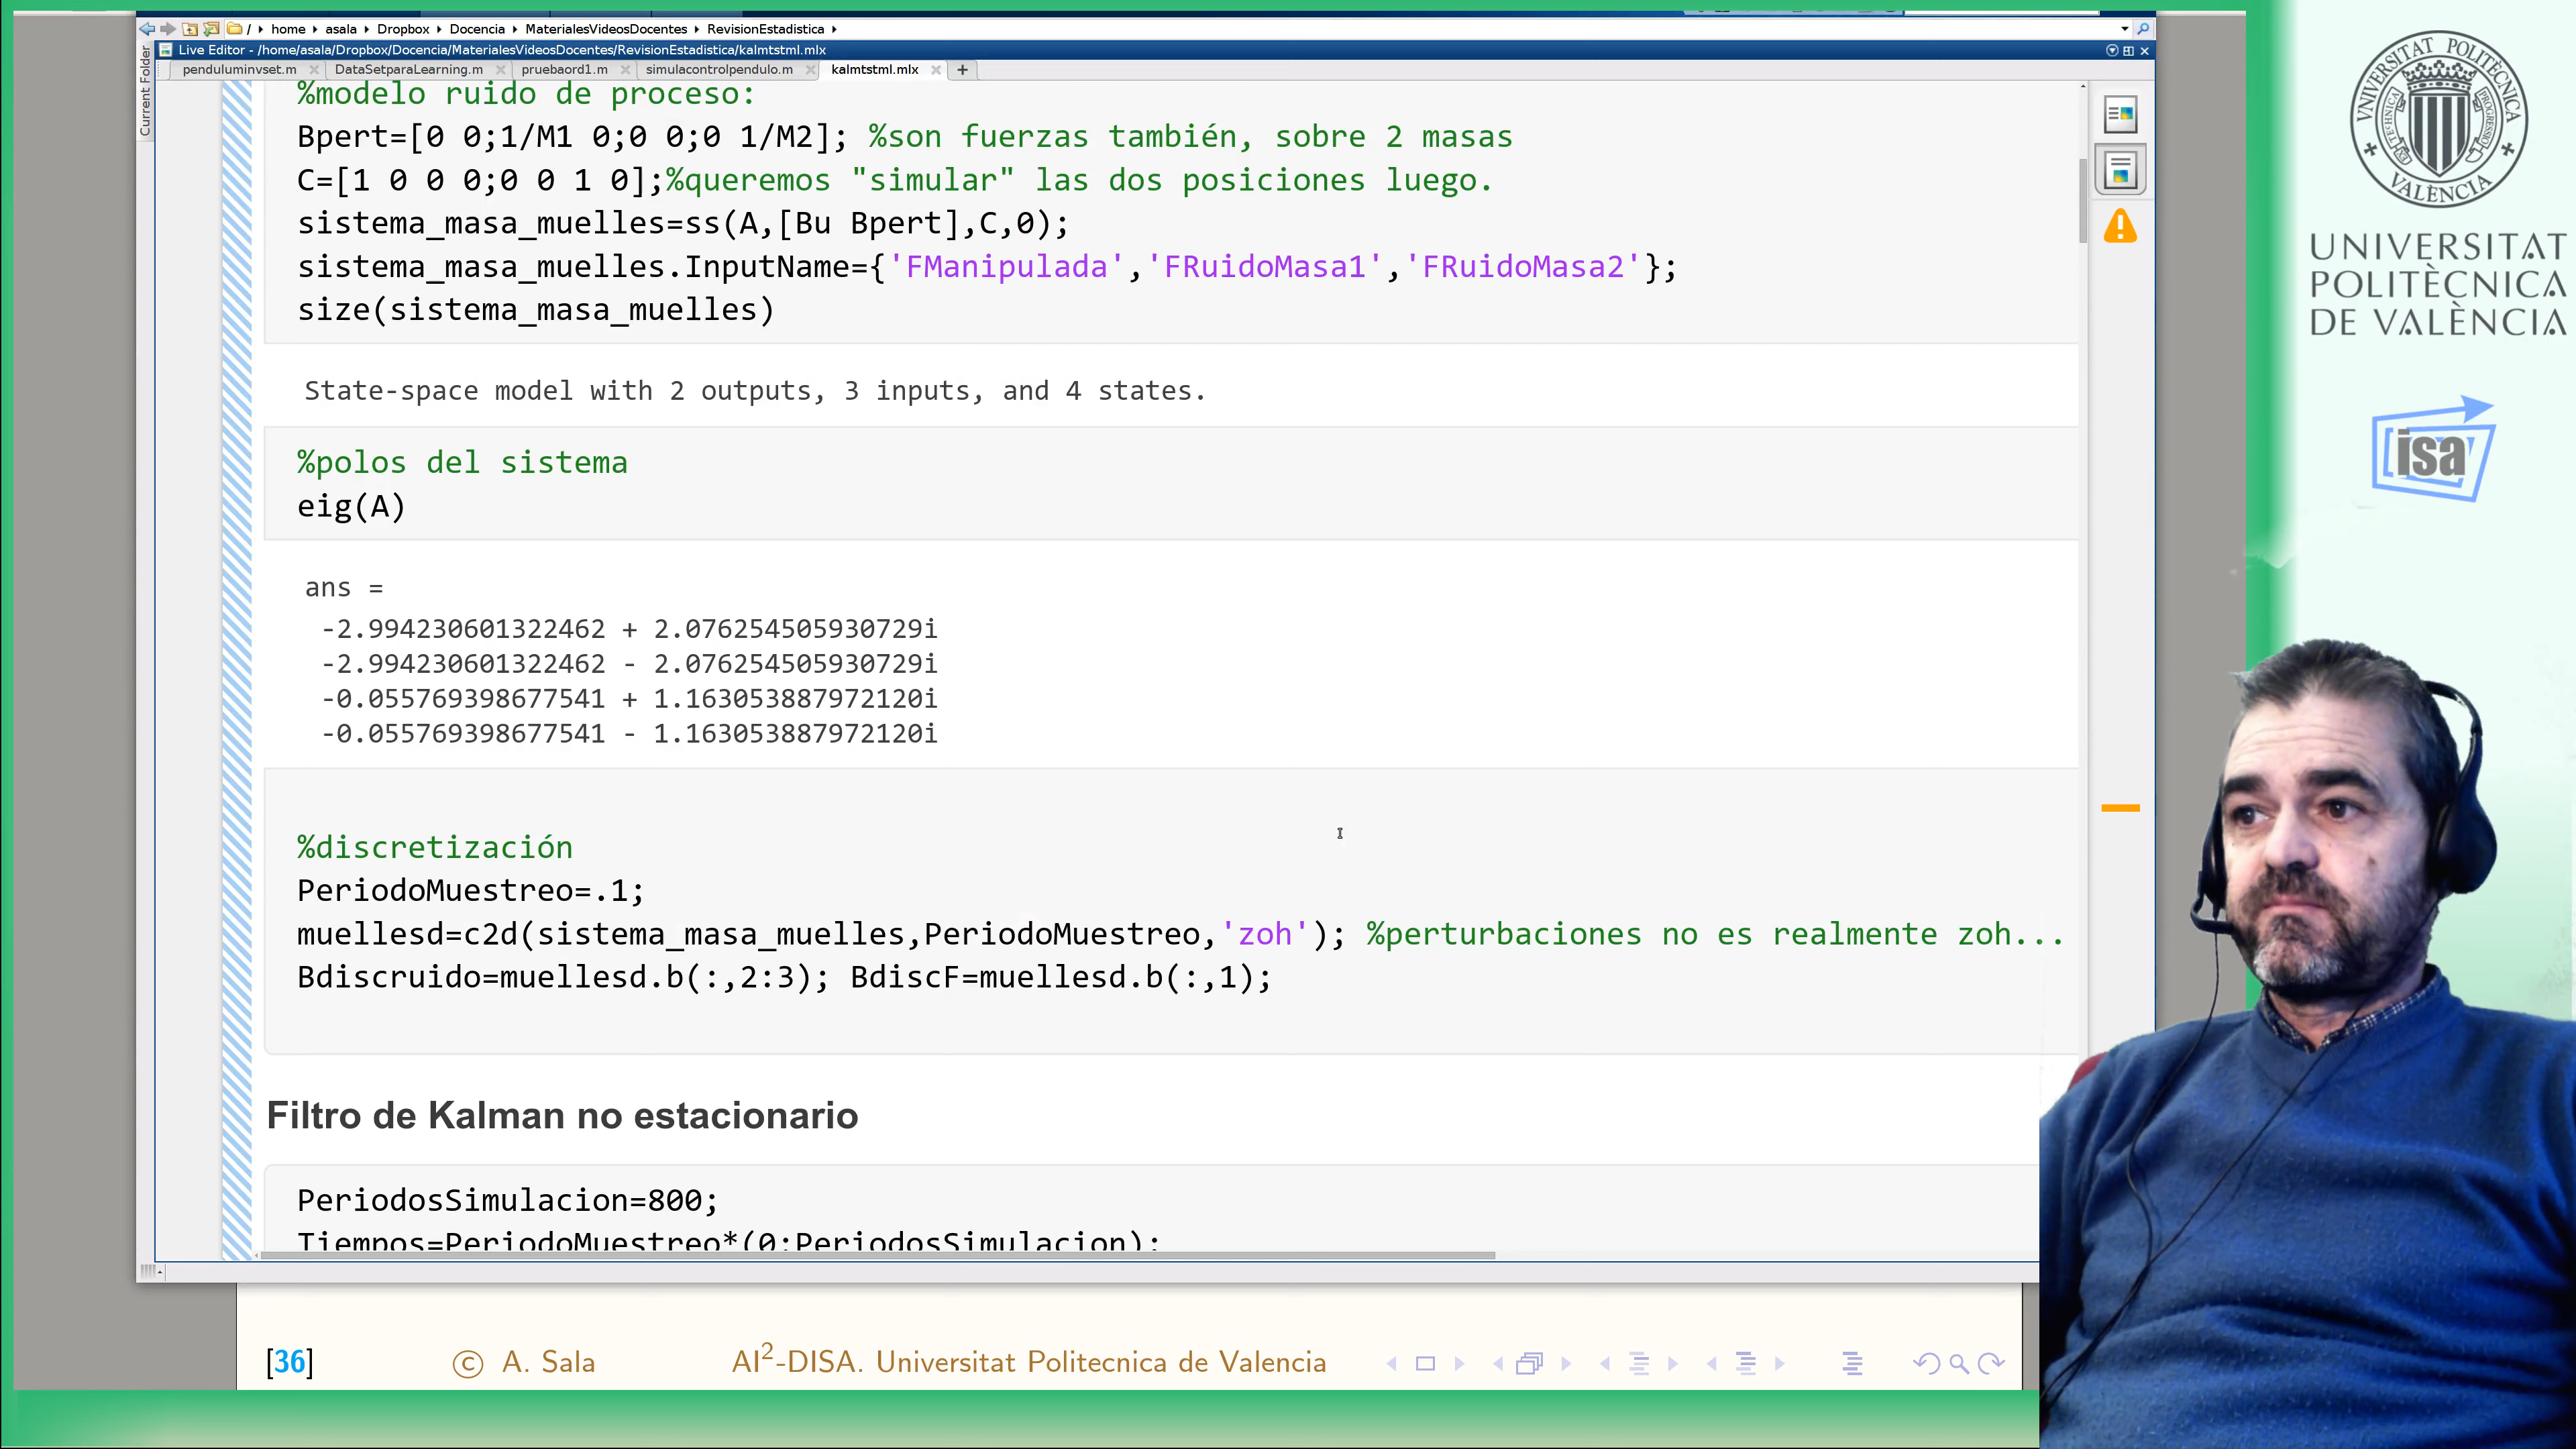 / ▸ home ▸ asala ▸ Dropbox ▸ Docencia ▸ MaterialesVideosDocentes ▸ RevisionEstadistica ▸
Live Editor - /home/asala/Dropbox/Docencia/MaterialesVideosDocentes/RevisionEstadistica/kalmtstml.mlx
penduluminvset.m DataSetparaLearning.m pruebaord1.m simulacontrolpendulo.m kalmtstml.mlx
Current Folder
%modelo ruido de proceso:
Bpert=[0 0;1/M1 0;0 0;0 1/M2]; %son fuerzas también, sobre 2 masas
C=[1 0 0 0;0 0 1 0];%queremos "simular" las dos posiciones luego.
sistema_masa_muelles=ss(A,[Bu Bpert],C,0);
sistema_masa_muelles.InputName={'FManipulada','FRuidoMasa1','FRuidoMasa2'};
size(sistema_masa_muelles)
State-space model with 2 outputs, 3 inputs, and 4 states.
%polos del sistema
eig(A)
ans =
-2.994230601322462 + 2.076254505930729i
-2.994230601322462 - 2.076254505930729i
-0.055769398677541 + 1.163053887972120i
-0.055769398677541 - 1.163053887972120i
%discretización
PeriodoMuestreo=.1;
muellesd=c2d(sistema_masa_muelles,PeriodoMuestreo,'zoh'); %perturbaciones no es realmente zoh...
Bdiscruido=muellesd.b(:,2:3); BdiscF=muellesd.b(:,1);
Filtro de Kalman no estacionario
PeriodosSimulacion=800;
Tiempos=PeriodoMuestreo*(0:PeriodosSimulacion);
[36] © A. Sala AI²-DISA. Universitat Politecnica de Valencia
UNIVERSITAT
POLITÈCNICA
DE VALÈNCIA
isa